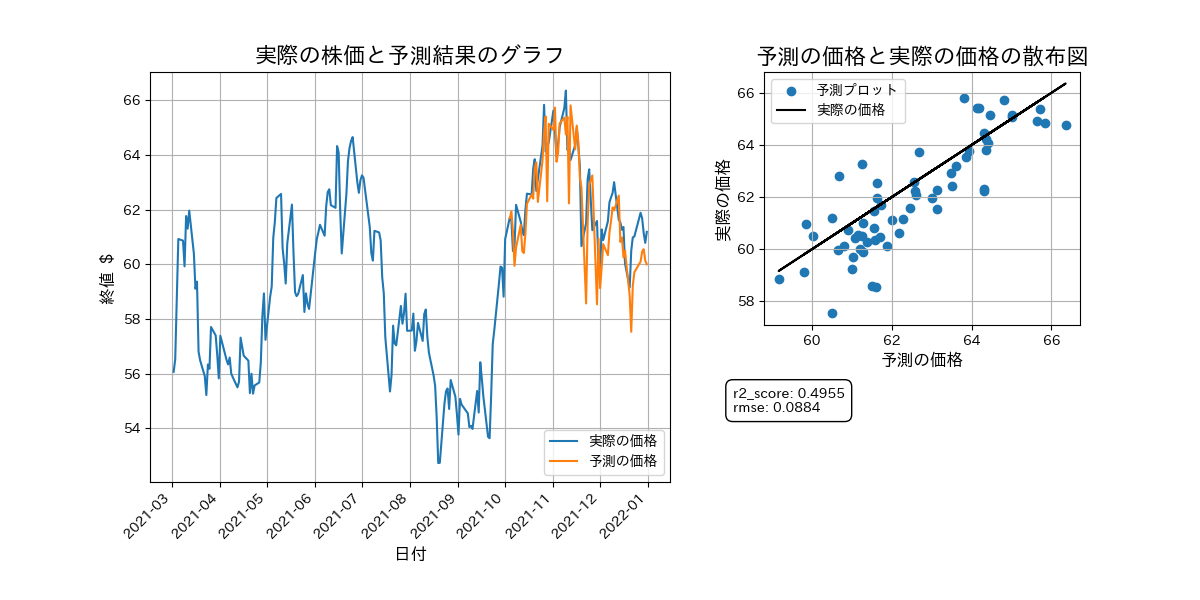 実際の株価と予測結果のグラフ
終値 $
66
64
62
60
58
56
54
2021-03
2021-04
2021-05
2021-06
2021-07
2021-08
2021-09
2021-10
2021-11
2021-12
2022-01
日付
実際の価格
予測の価格
予測の価格と実際の価格の散布図
実際の価格
66
64
62
60
58
予測プロット
実際の価格
60
62
64
66
予測の価格
r2_score: 0.4955
rmse: 0.0884